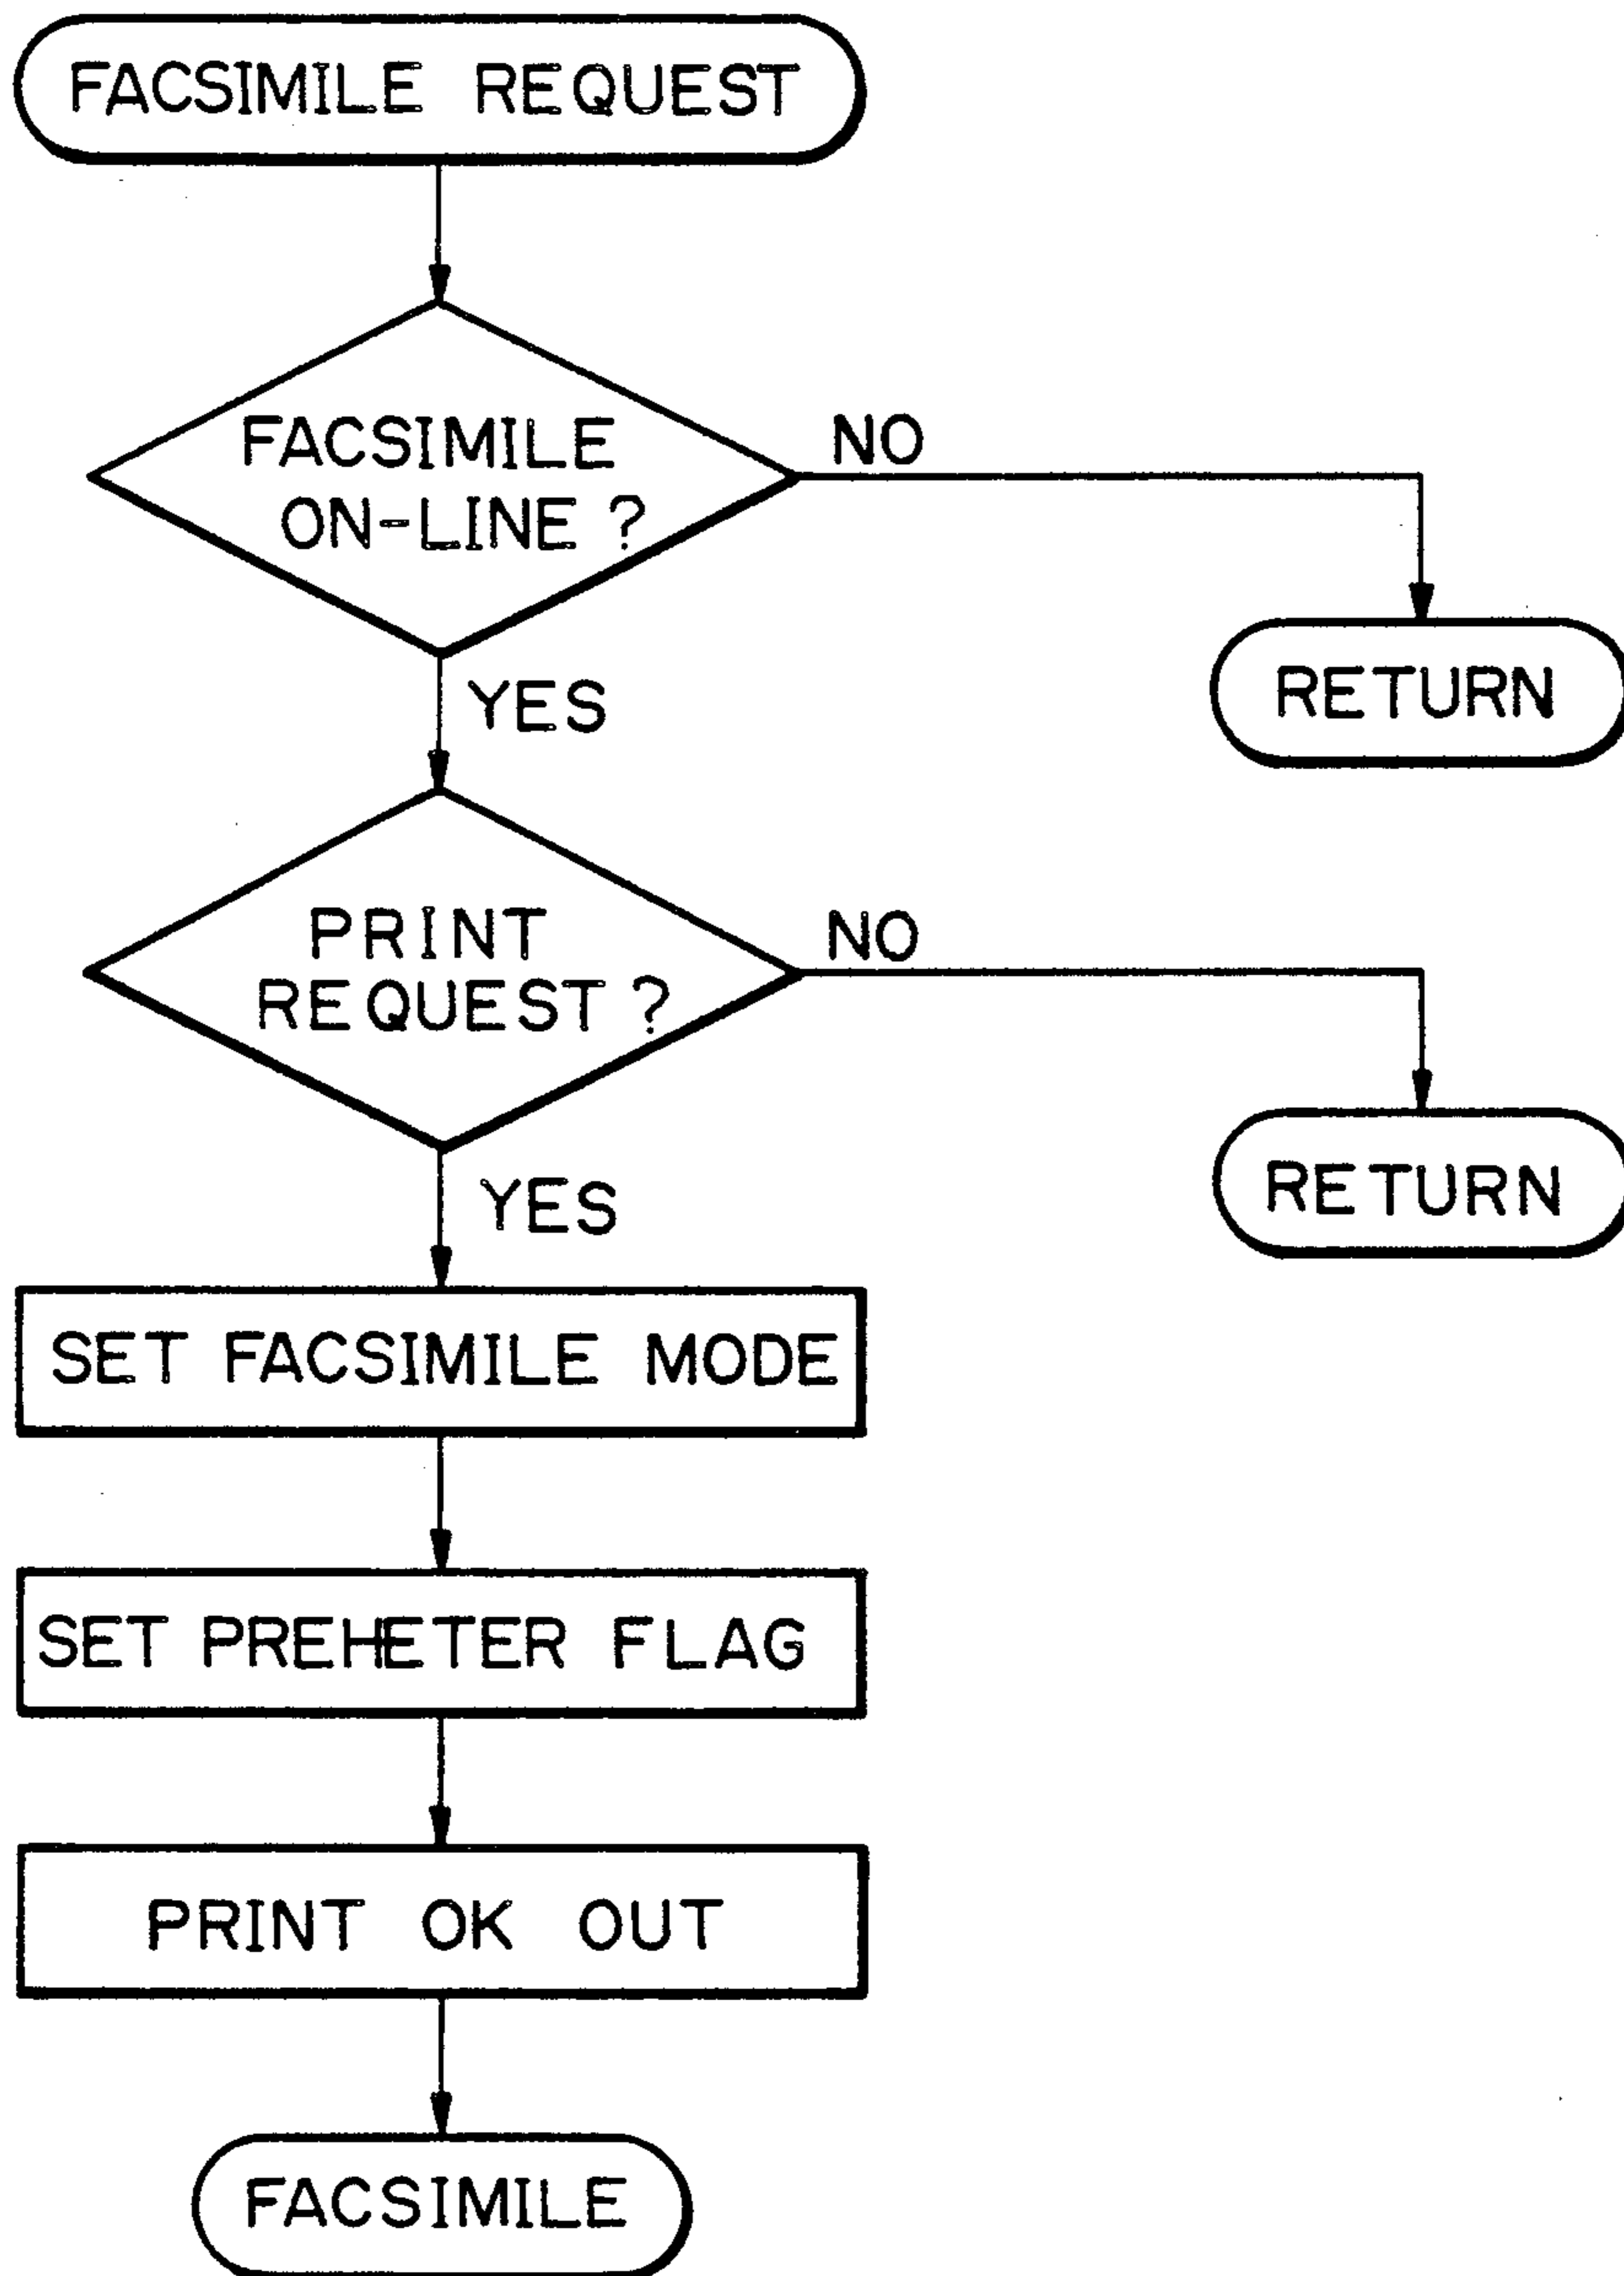 FACSIMILE REQUEST
FACSIMILE
ON-LINE ?
NO
RETURN
YES
PRINT
REQUEST ?
NO
RETURN
YES
SET FACSIMILE MODE
SET PREHETER FLAG
PRINT OK OUT
FACSIMILE